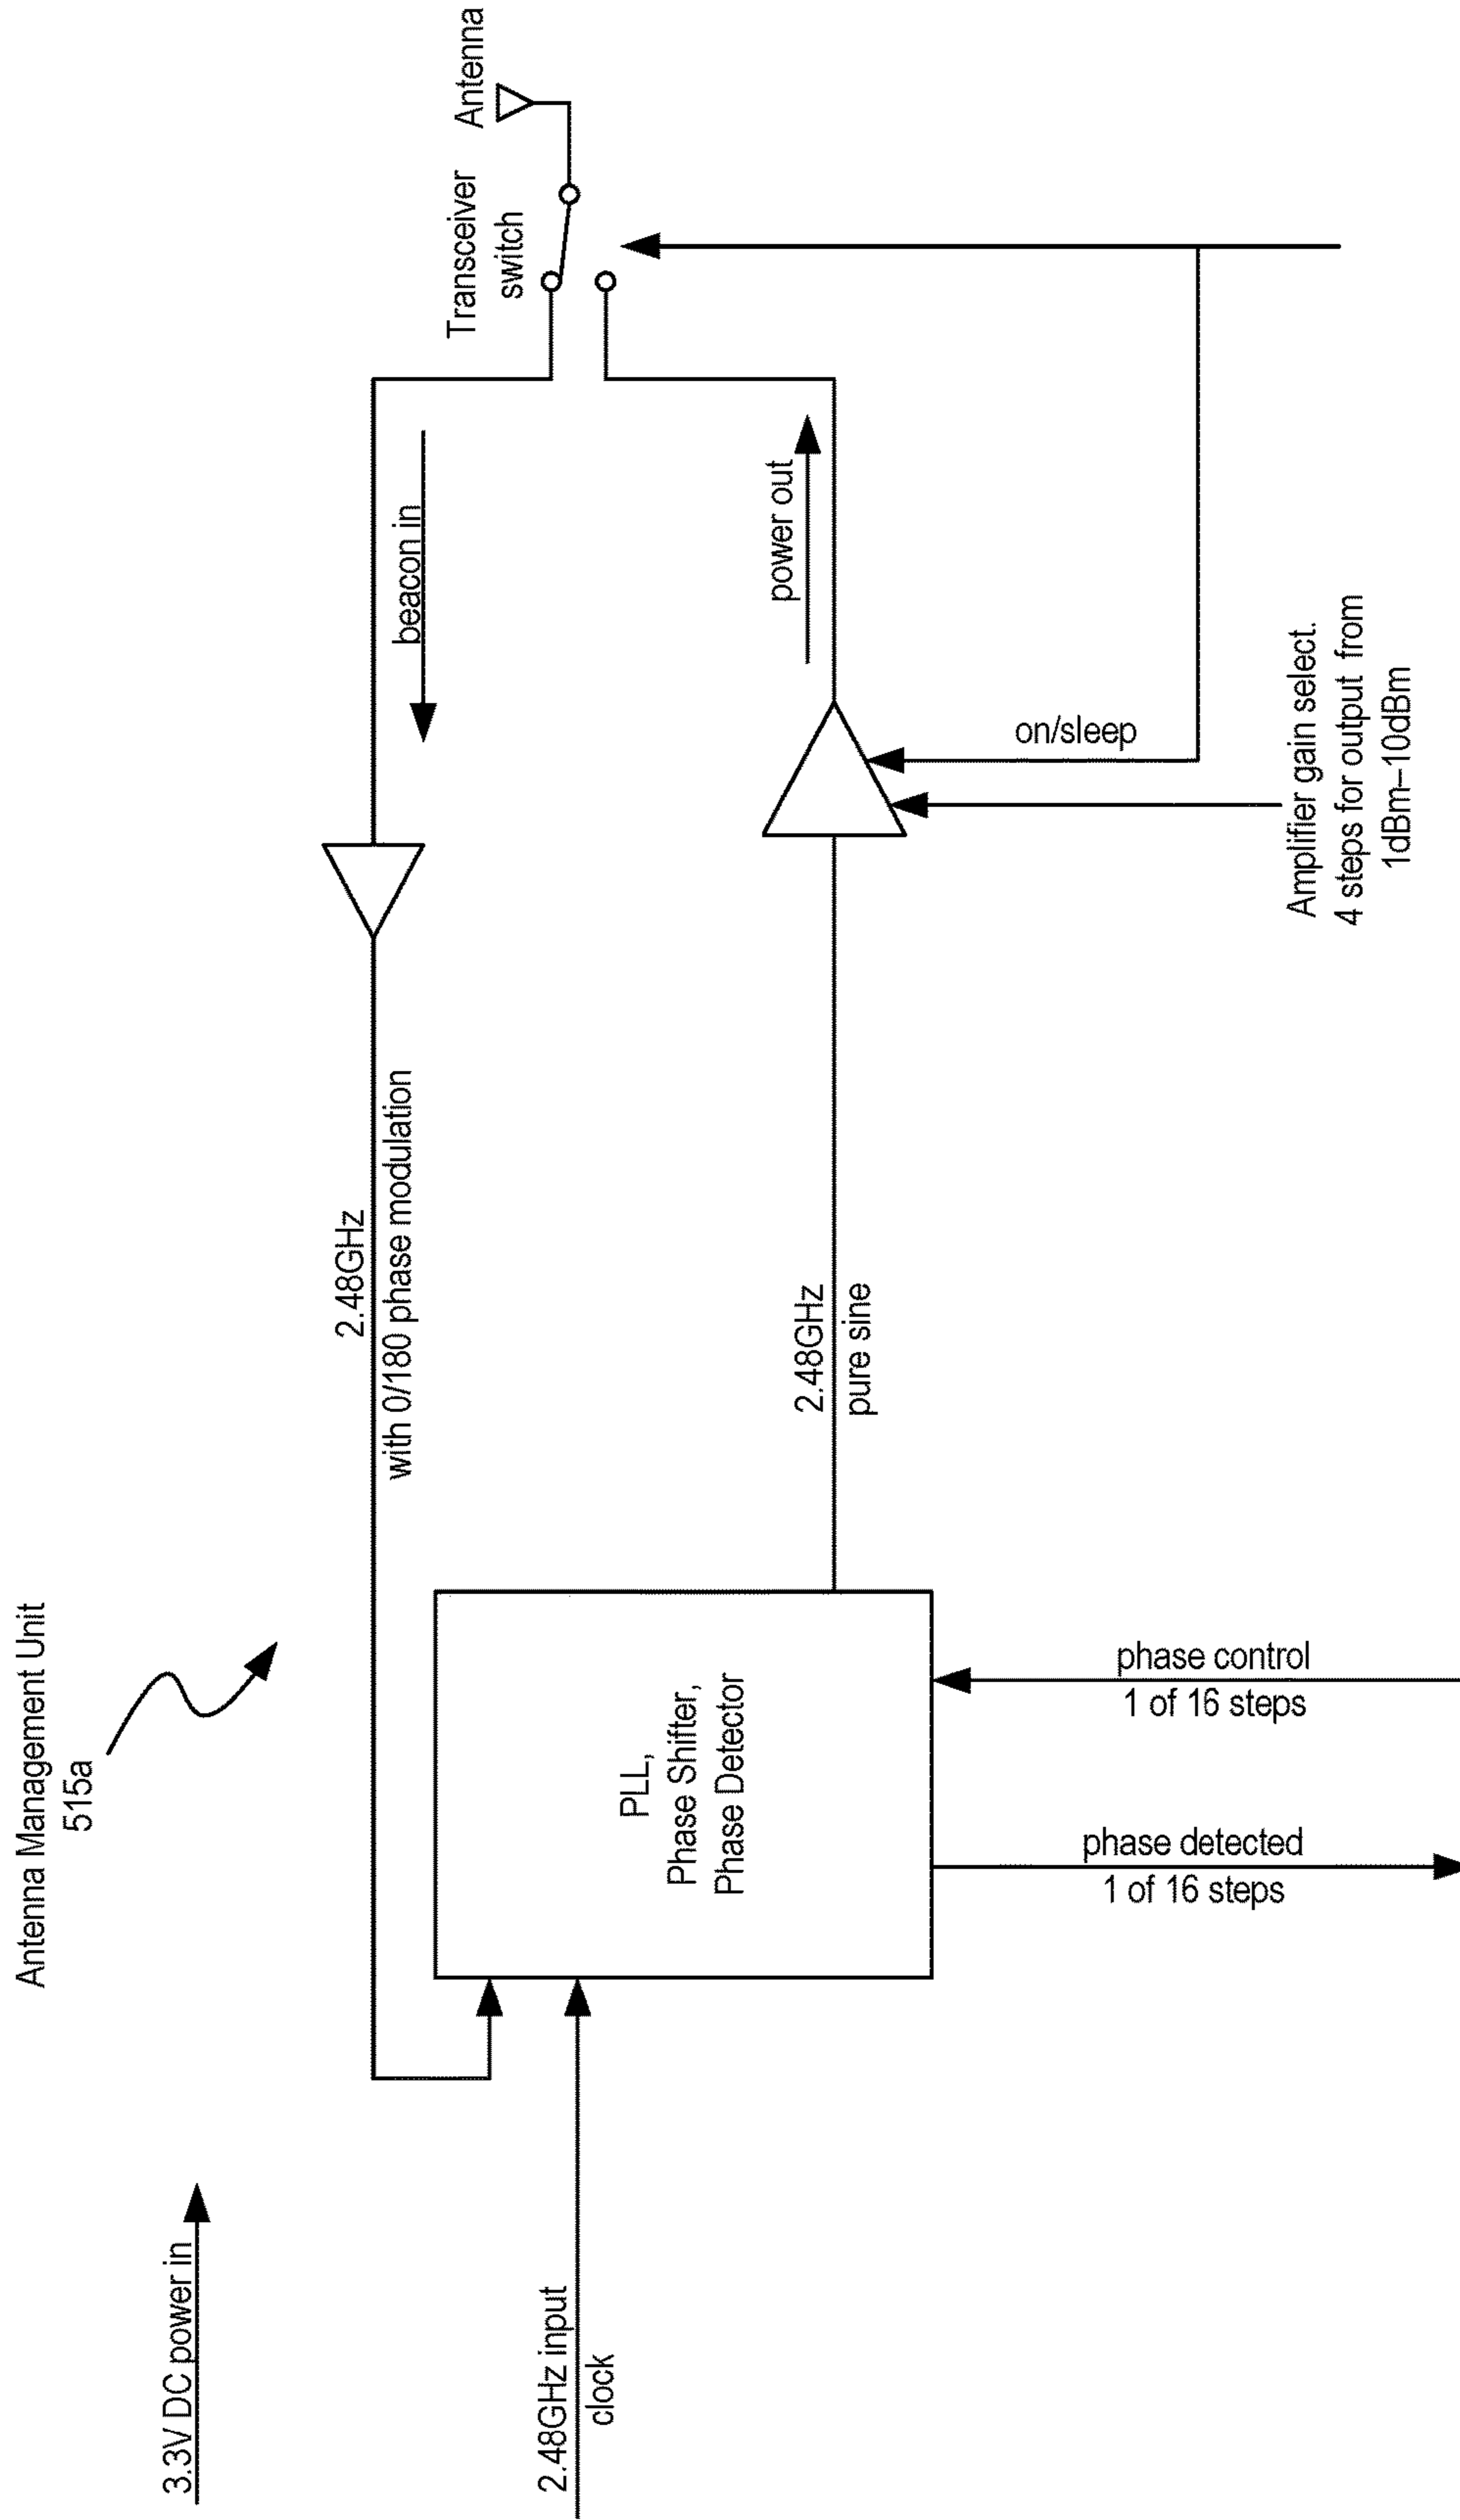 Antenna Management Unit
515a
3.3V DC power in
2.48GHz
with 0/180 phase modulation
beacon in
Transceiver
switch
Antenna
2.48GHz input
clock
PLL,
Phase Shifter,
Phase Detector
2.48GHz
pure sine
power out
on/sleep
phase detected
1 of 16 steps
phase control
1 of 16 steps
Amplifier gain select.
4 steps for output from
1dBm–10dBm